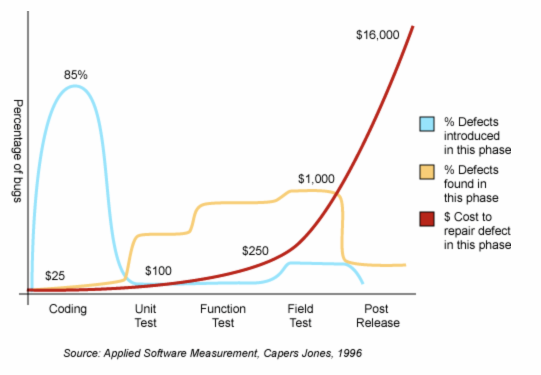 $16,000
85%
Percentage of bugs
% Defects
introduced
in this phase
% Defects
found in
this phase
$ Cost to
repair defect
in this phase
$1,000
$250
$25
$100
Coding
Unit
Test
Function
Test
Field
Test
Post
Release
Source: Applied Software Measurement, Capers Jones, 1996